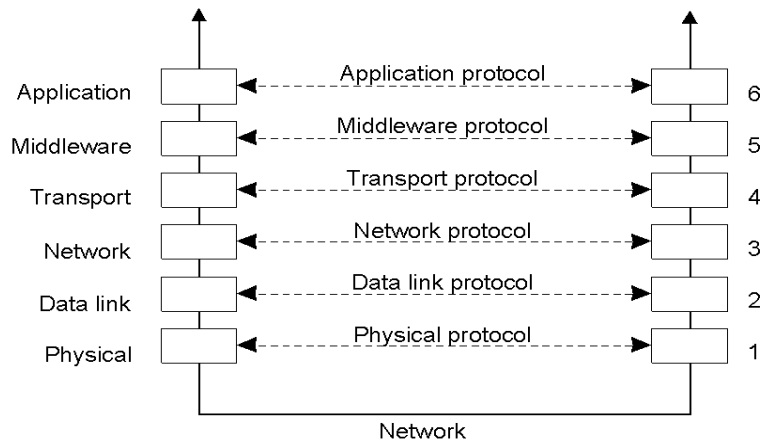 Application Application protocol 6
Middleware Middleware protocol 5
Transport Transport protocol 4
Network Network protocol 3
Data link Data link protocol 2
Physical Physical protocol 1
Network